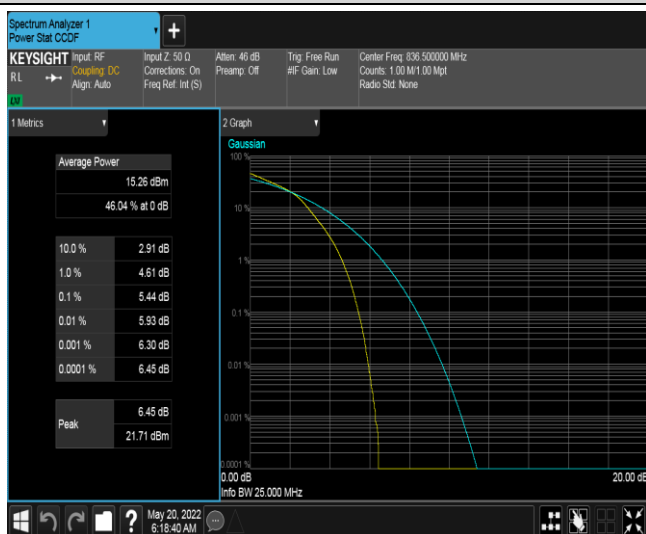 Spectrum Analyzer 1
Power Stat CCDF
+
KEYSIGHT
RL
Input: RF
Coupling: DC
Align: Auto
Input Z: 50 Ω
Corrections: On
Freq Ref: Int (S)
Atten: 46 dB
Preamp: Off
Trig: Free Run
#IF Gain: Low
Center Freq: 836.500000 MHz
Counts: 1.00 M/1.00 Mpt
Radio Std: None
1 Metrics
Average Power
15.26 dBm
46.04 % at 0 dB
10.0 % 2.91 dB
1.0 % 4.61 dB
0.1 % 5.44 dB
0.01 % 5.93 dB
0.001 % 6.30 dB
0.0001 % 6.45 dB
Peak
6.45 dB
21.71 dBm
2 Graph
Gaussian
100 %
10 %
1 %
0.1 %
0.01 %
0.001 %
0.0001 %
0.00 dB
20.00 dB
Info BW 25.000 MHz
?
May 20, 2022
6:18:40 AM